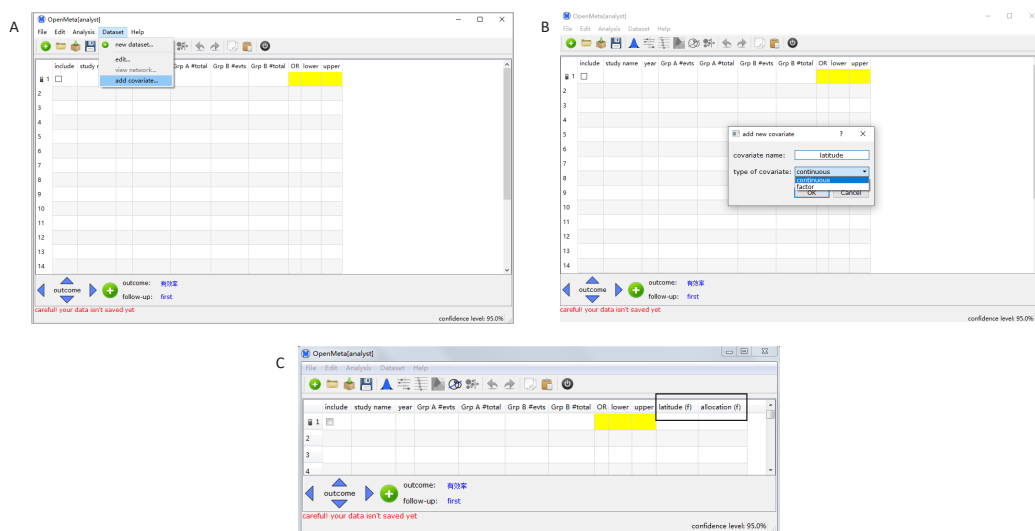 A
OpenMeta[analyst]
File Edit Analysis Dataset Help
new dataset...
edit...
view network...
add covariate...
include study Grp A #total Grp B #evts Grp B #total OR lower upper
1
2
3
4
5
6
7
8
9
10
11
12
13
14
outcome
outcome: 有效率
follow-up: first
careful! your data isn't saved yet
confidence level: 95.0%
B
OpenMeta[analyst]
File Edit Analysis Dataset Help
include study name year Grp A #evts Grp A #total Grp B #evts Grp B #total OR lower upper
1
2
3
4
5
6
7
8
9
10
11
12
13
14
add new covariate ? ×
covariate name: latitude
type of covariate: continuous
continuous
factor
OK Cancel
outcome
outcome: 有效率
follow-up: first
careful! your data isn't saved yet
confidence level: 95.0%
C
OpenMeta[analyst]
File Edit Analysis Dataset Help
include study name year Grp A #evts Grp A #total Grp B #evts Grp B #total OR lower upper latitude (f) allocation (f)
1
2
3
4
outcome
outcome: 有效率
follow-up: first
careful! your data isn't saved yet
confidence level: 95.0%